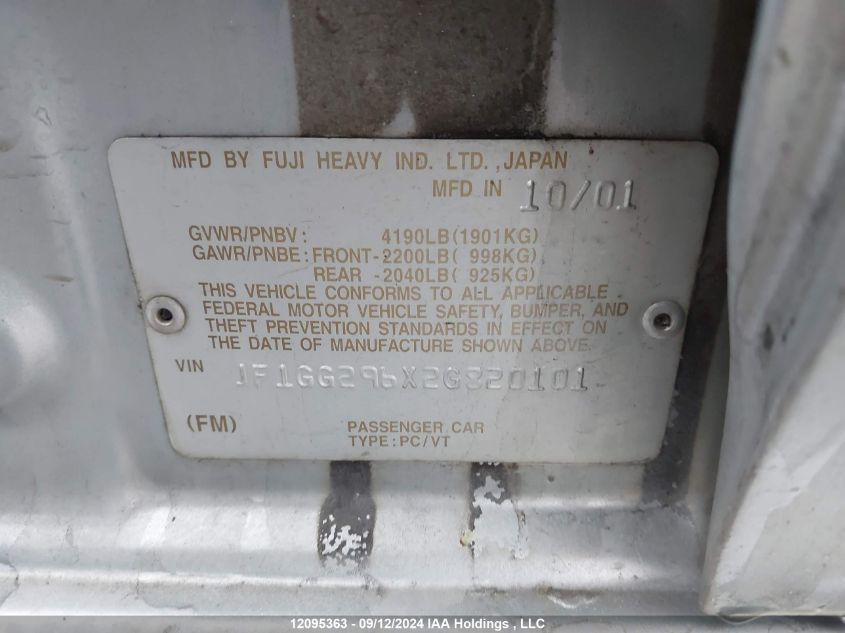 MFD BY FUJI HEAVY IND. LTD., JAPAN
MFD IN 10/01
GVWR/PNBV: 4190LB(1901KG)
GAWR/PNBE: FRONT-2200LB( 998KG)
REAR -2040LB( 925KG)
THIS VEHICLE CONFORMS TO ALL APPLICABLE
FEDERAL MOTOR VEHICLE SAFETY, BUMPER, AND
THEFT PREVENTION STANDARDS IN EFFECT ON
THE DATE OF MANUFACTURE SHOWN ABOVE.
VIN JF1GG296X2G820101
(FM) PASSENGER CAR
TYPE: PC/VT
12095363 - 09/12/2024 IAA Holdings , LLC